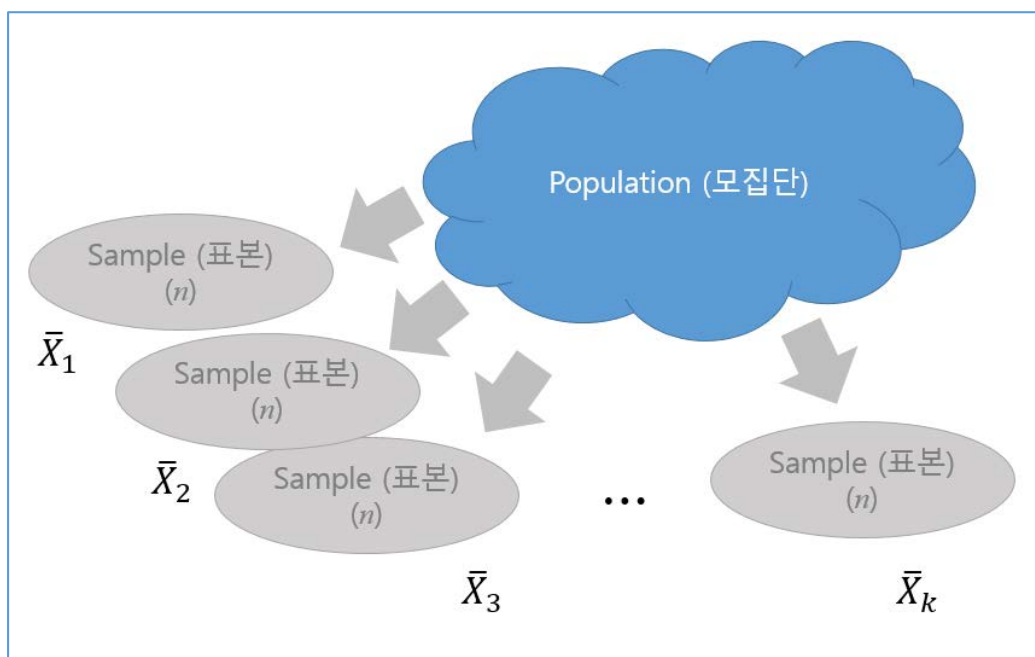 Population (모집단)
Sample (표본)
(n)
X̄₁
Sample (표본)
(n)
X̄₂
Sample (표본)
(n)
X̄₃
...
Sample (표본)
(n)
X̄ₖ